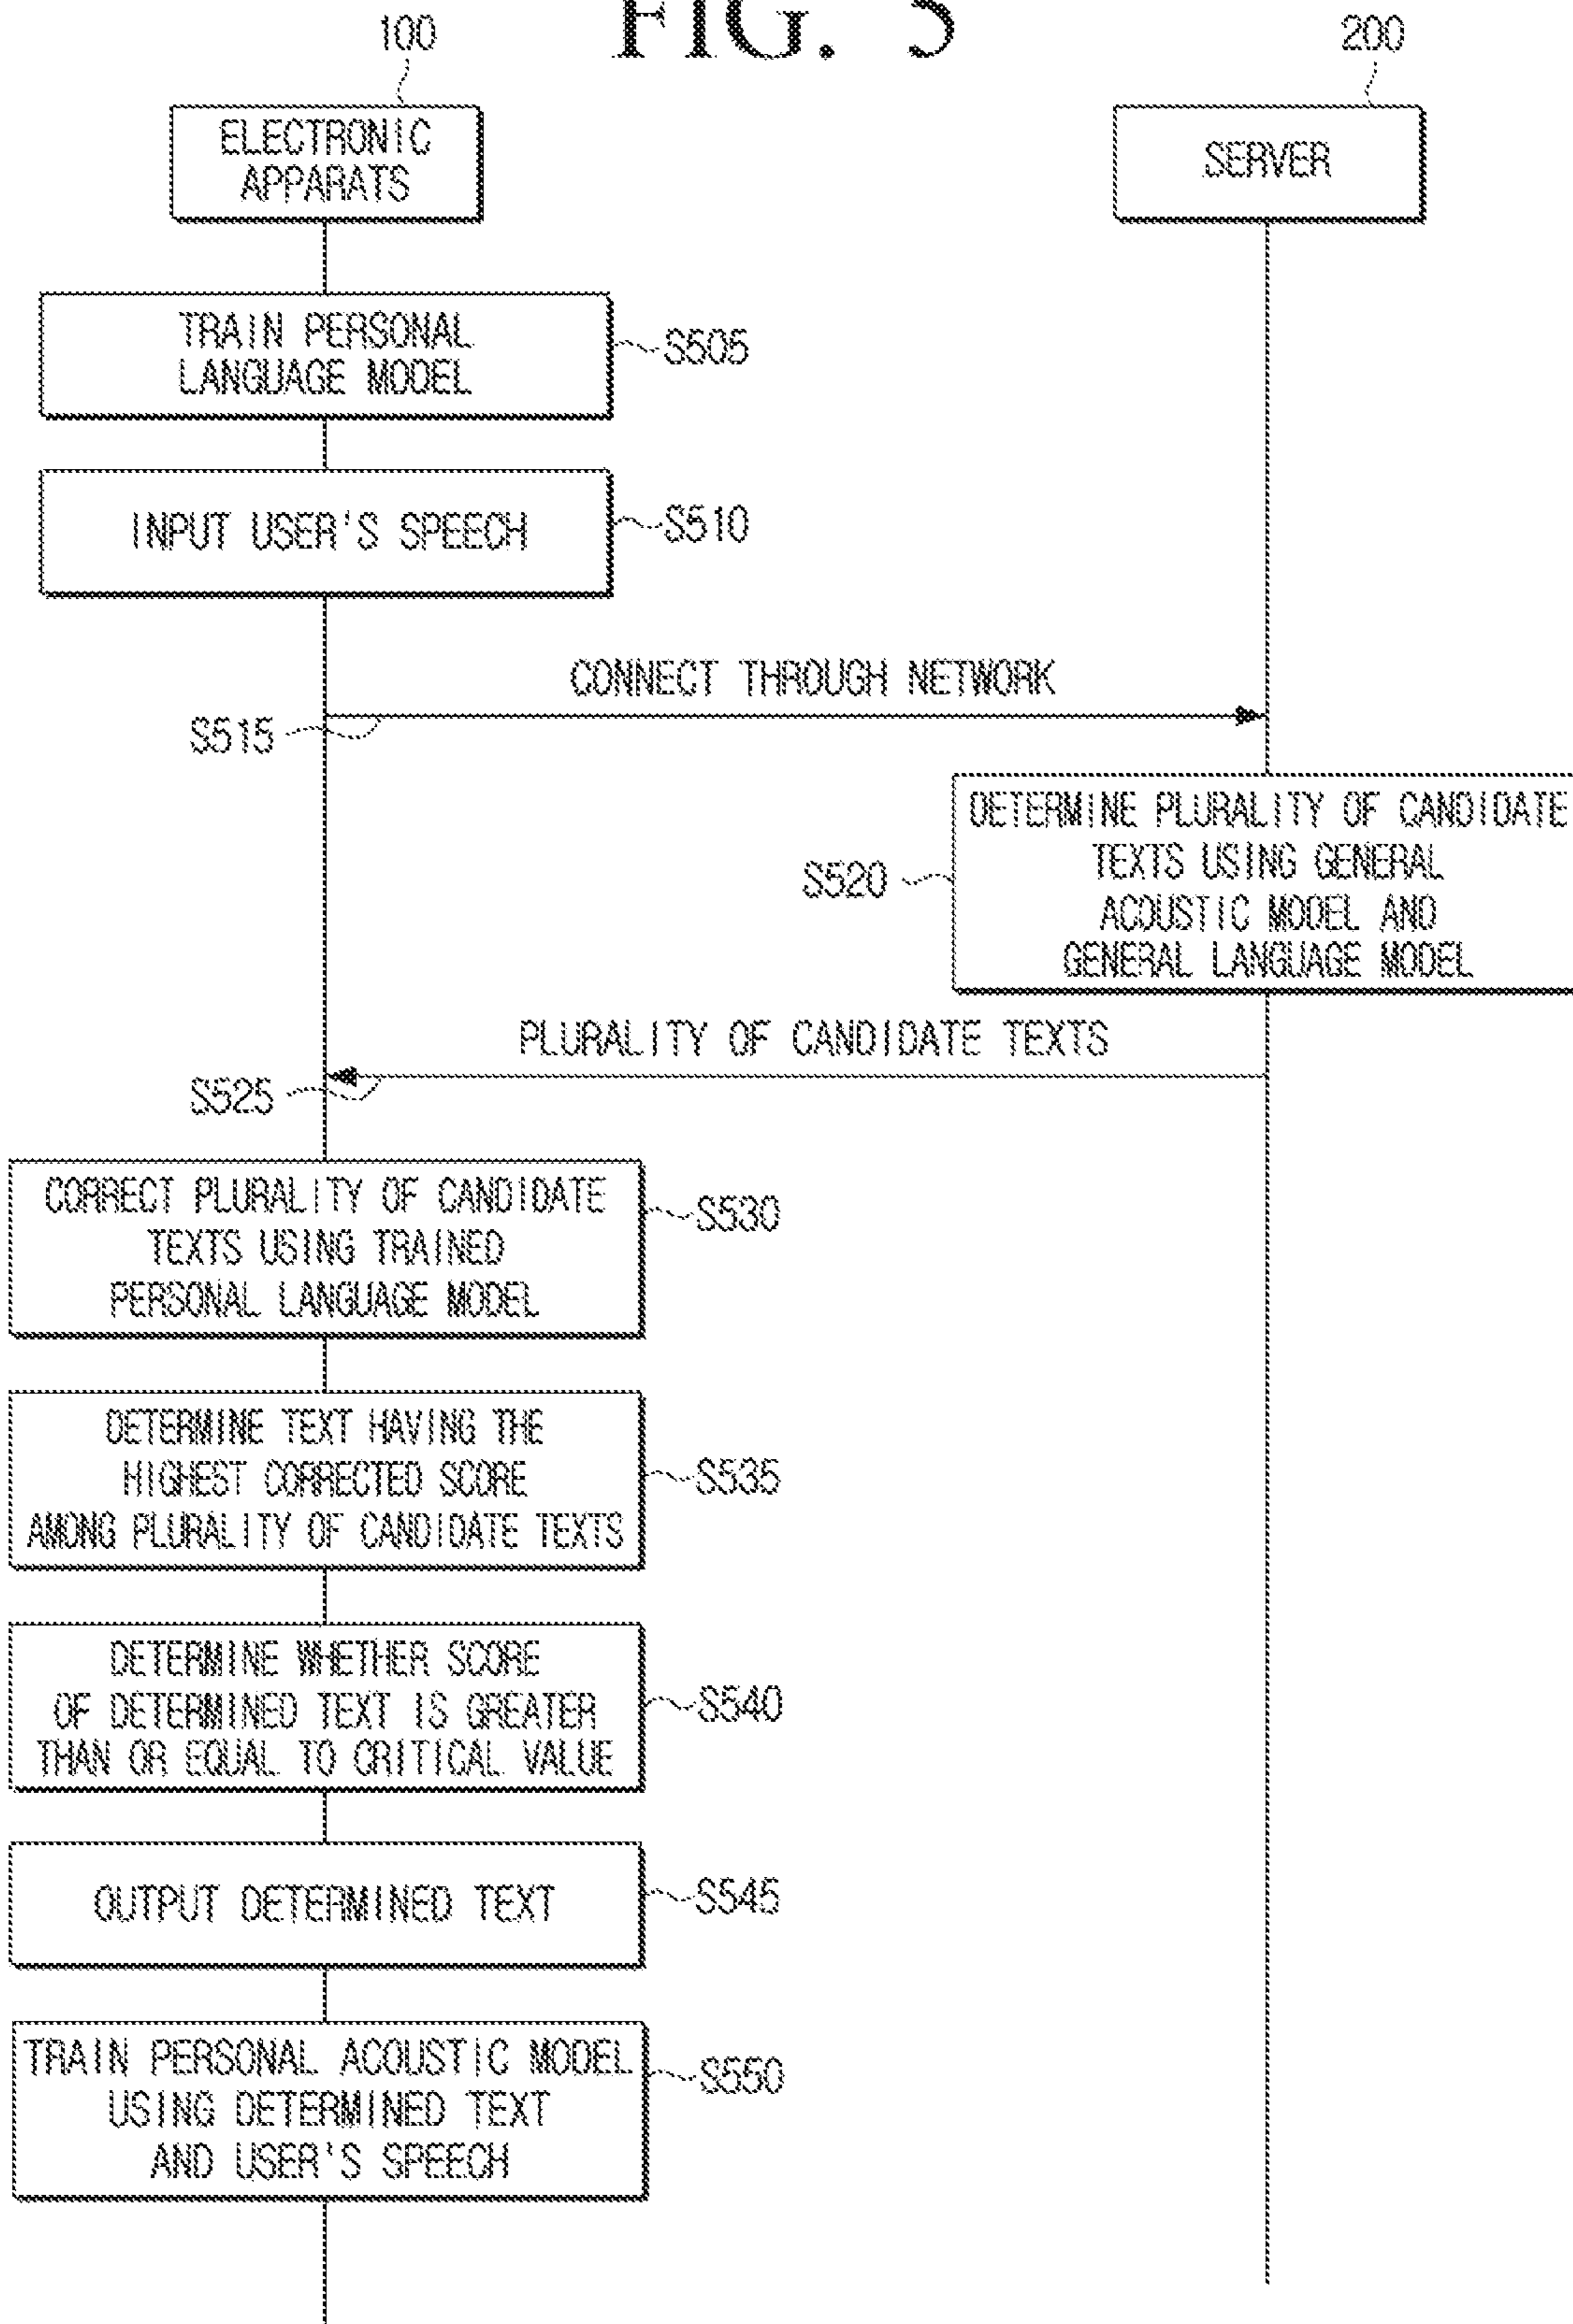 FIG. 5
100
200
ELECTRONIC
APPARATS
SERVER
TRAIN PERSONAL
LANGUAGE MODEL
S505
INPUT USER'S SPEECH
S510
CONNECT THROUGH NETWORK
S515
DETERMINE PLURALITY OF CANDIDATE
TEXTS USING GENERAL
ACOUSTIC MODEL AND
GENERAL LANGUAGE MODEL
S520
PLURALITY OF CANDIDATE TEXTS
S525
CORRECT PLURALITY OF CANDIDATE
TEXTS USING TRAINED
PERSONAL LANGUAGE MODEL
S530
DETERMINE TEXT HAVING THE
HIGHEST CORRECTED SCORE
AMONG PLURALITY OF CANDIDATE TEXTS
S535
DETERMINE WHETHER SCORE
OF DETERMINED TEXT IS GREATER
THAN OR EQUAL TO CRITICAL VALUE
S540
OUTPUT DETERMINED TEXT
S545
TRAIN PERSONAL ACOUSTIC MODEL
USING DETERMINED TEXT
AND USER'S SPEECH
S550